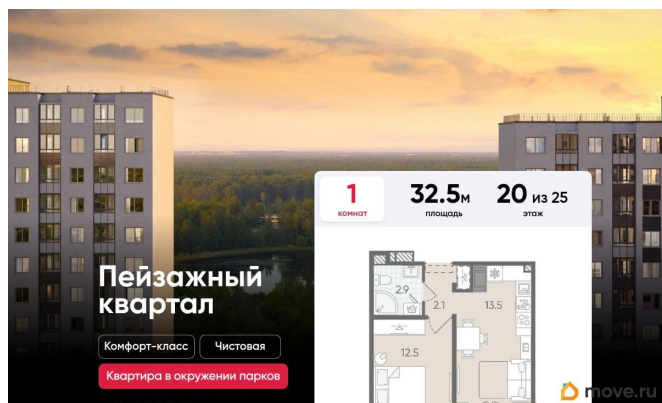 1
комнат
32.5м
площадь
20 из 25
этаж
Пейзажный
квартал
Комфорт-класс
Чистовая
Квартира в окружении парков
2.9
2.1
13.5
12.5
move.ru